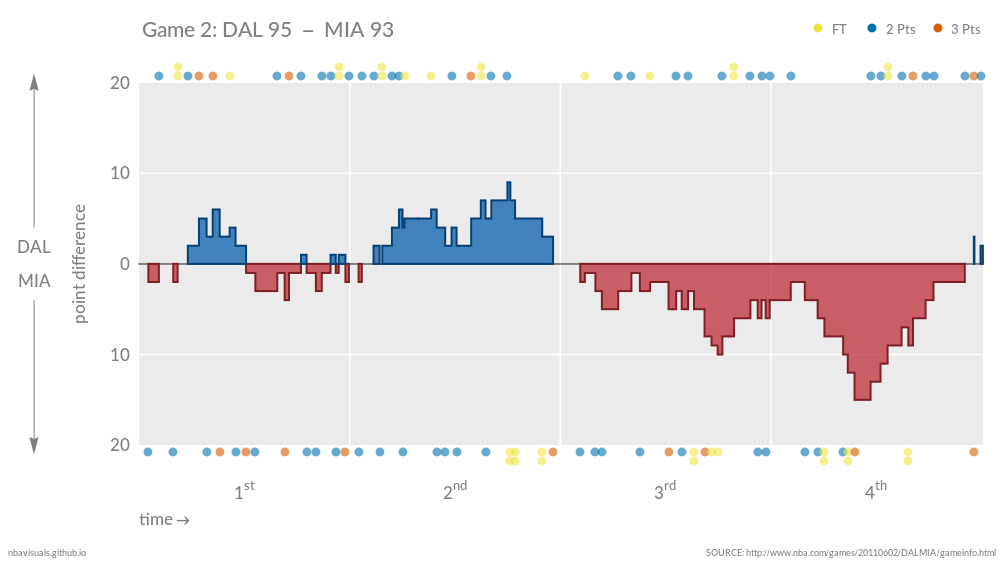 Game 2: DAL 95 – MIA 93
FT
2 Pts
3 Pts
20
10
0
10
20
DAL
MIA
point difference
1st
2nd
3rd
4th
time→
nbavisuals.github.io
SOURCE: http://www.nba.com/games/20110602/DALMIA/gameinfo.html